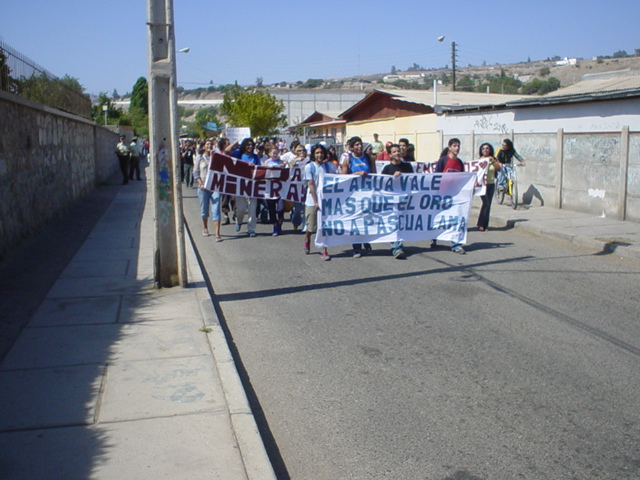 EL AGUA VALE
MAS QUE EL ORO
NO A PASCUA LAMA
MINERA